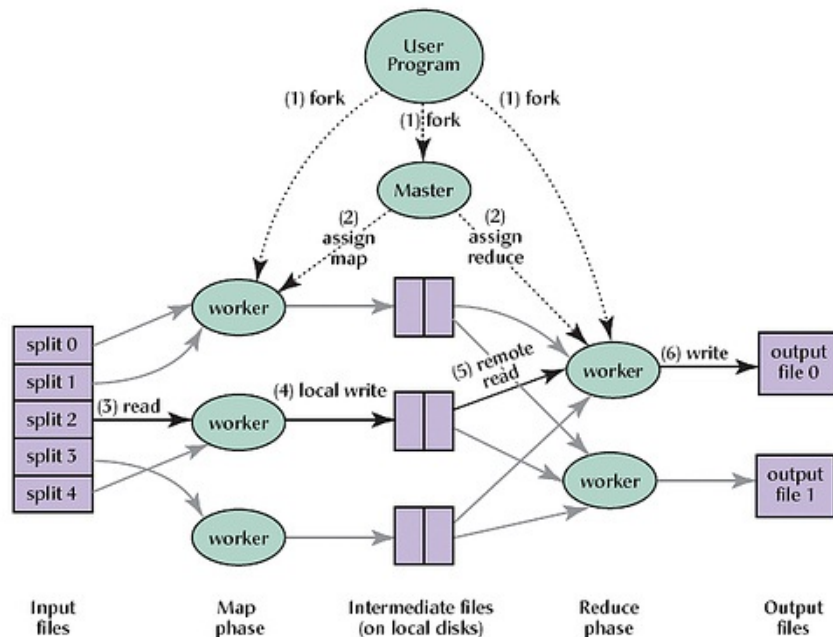 User
Program
(1) fork
(1) fork
(1) fork
Master
(2)
assign
map
(2)
assign
reduce
worker
split 0
split 1
split 2
split 3
split 4
(3) read
worker
(4) local write
(5) remote
read
worker
(6) write
output
file 0
worker
output
file 1
worker
Input
files
Map
phase
Intermediate files
(on local disks)
Reduce
phase
Output
files